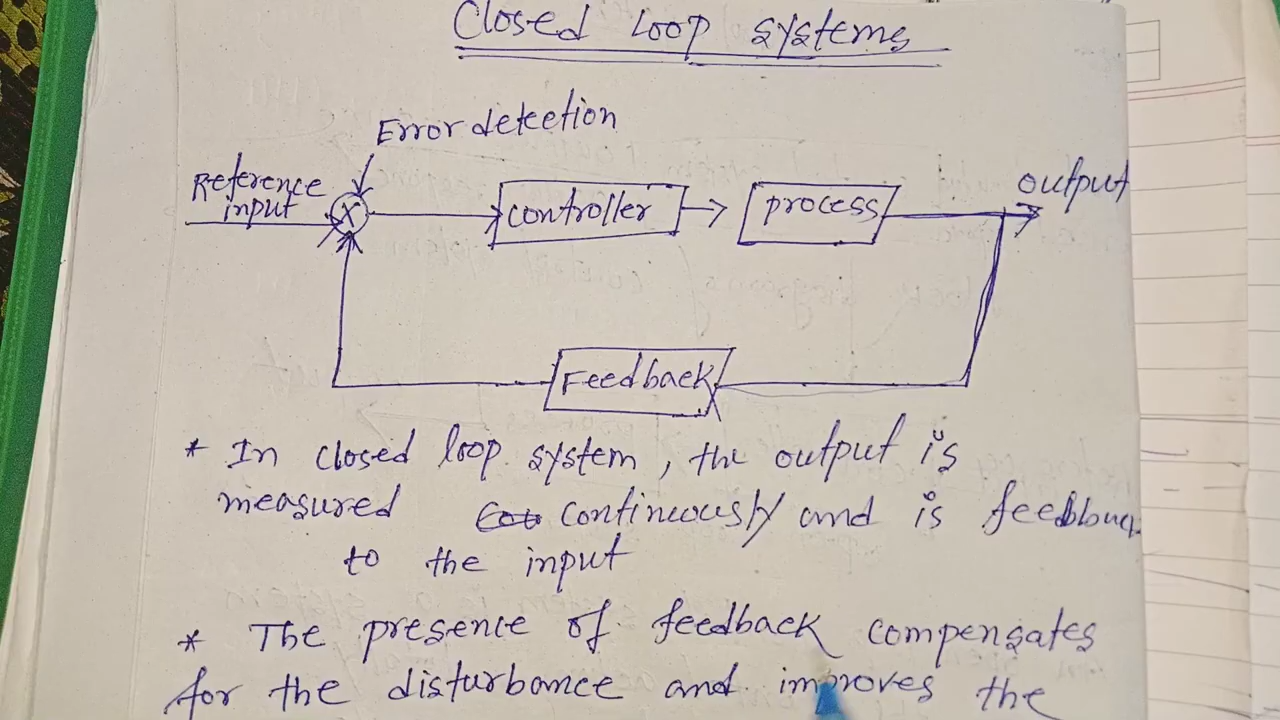 Closed Loop systems
Error detection
Reference
input
controller
process
output
Feedback
* In closed loop system, the output is
measured continuously and is feedback
to the input
* The presence of feedback compensates
for the disturbance and improves the